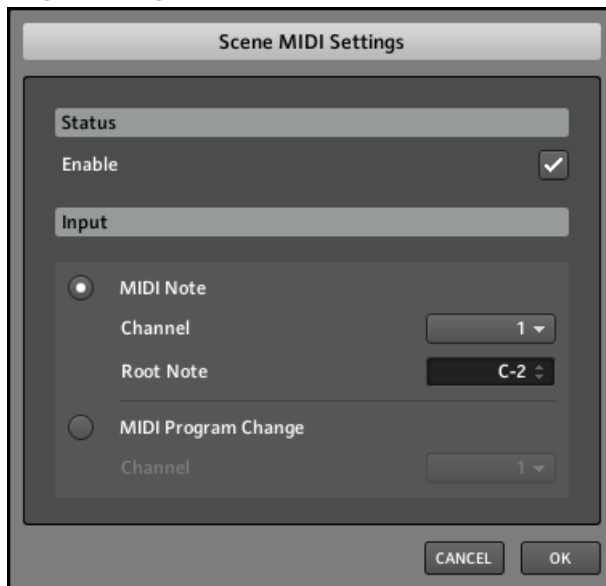 Scene MIDI Settings
Status
Enable
Input
MIDI Note
Channel 1
Root Note C-2
MIDI Program Change
Channel 1
CANCEL OK